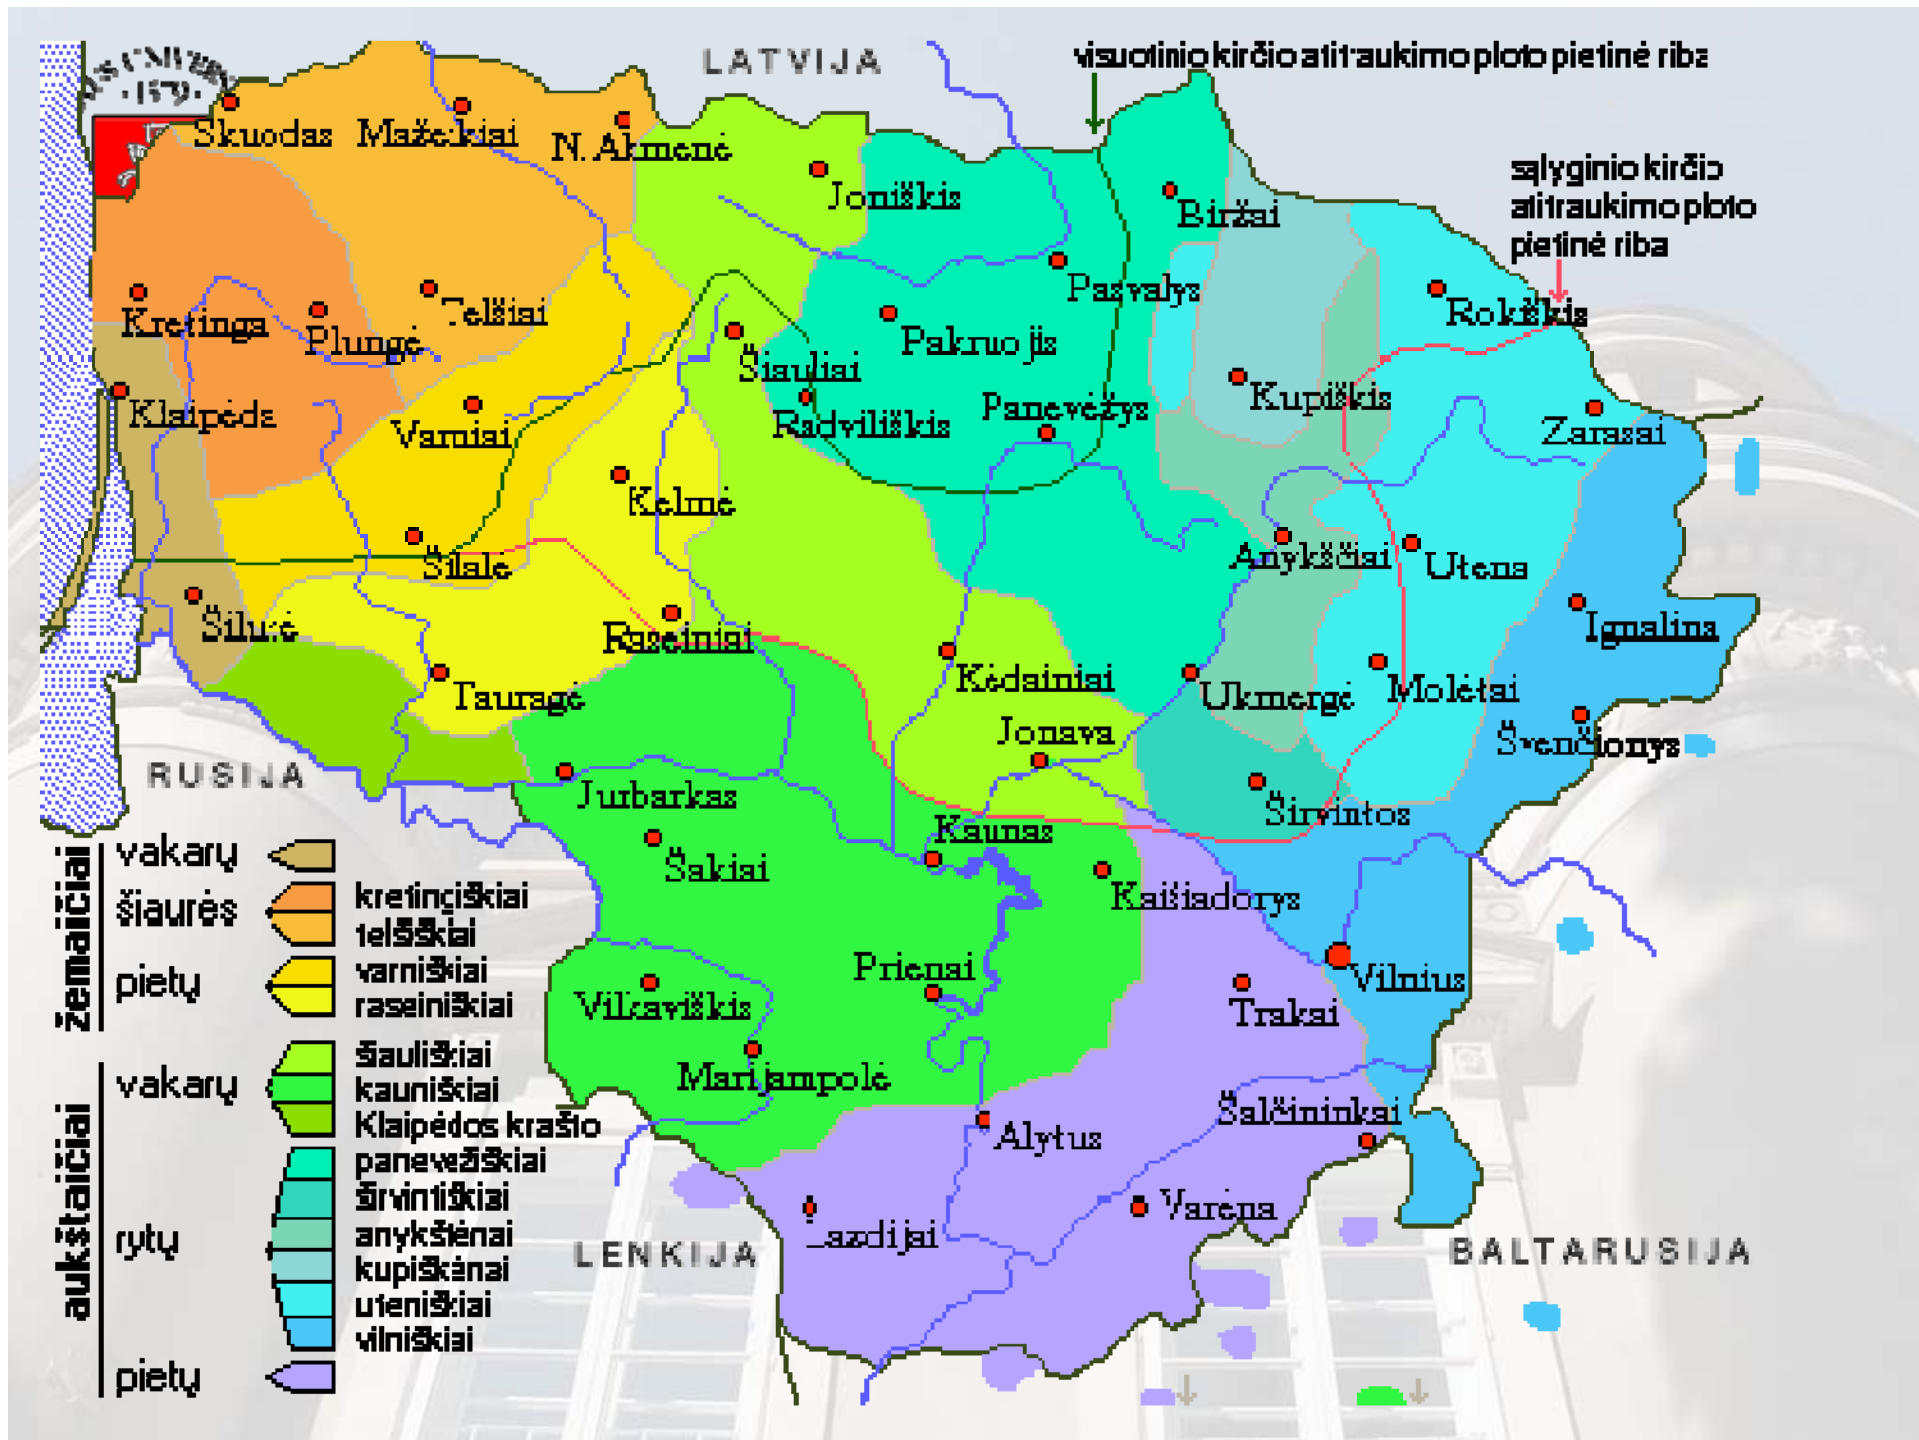 LATVIJA
visuotinio kirčio atitraukimo ploto pietinė riba
1579
Skuodas
Mažeikiai
N. Akmenė
Joniškis
Biržai
sąlyginio kirčio
atitraukimo ploto
pietinė riba
Kretinga
Plungė
Telšiai
Pasvalys
Rokiškis
Pakruojis
Šiauliai
Klaipėda
Varniai
Radviliškis
Panevėžys
Kupiškis
Zarasai
Kelmė
Šilalė
Anykščiai
Utena
Šilutė
Raseiniai
Ignalina
Tauragė
Kėdainiai
Ukmergė
Molėtai
Jonava
Švenčionys
RUSIJA
Jurbarkas
Širvintos
Kaunas
Šakiai
Kaišiadorys
Prienai
Vilnius
Vilkaviškis
Trakai
Marijampolė
Šalčininkai
Alytus
Varėna
Lazdijai
LENKIJA
BALTARUSIJA
žemaičiai
vakarų
šiaurės
kretingiškiai
telšiškiai
pietų
varniškiai
raseiniškiai
aukštaičiai
vakarų
šiauliškiai
kauniškiai
Klaipėdos krašto
rytų
panevėžiškiai
širvintiškiai
anykštėnai
kupiškėnai
uteniškiai
vilniškiai
pietų